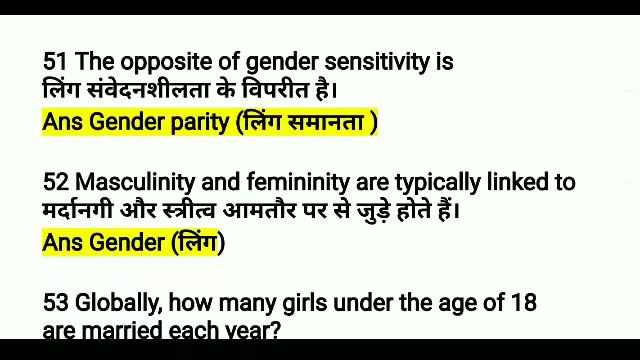 51 The opposite of gender sensitivity is
लिंग संवेदनशीलता के विपरीत है।
Ans Gender parity (लिंग समानता )
52 Masculinity and femininity are typically linked to
मर्दानगी और स्त्रीत्व आमतौर पर से जुड़े होते हैं।
Ans Gender (लिंग)
53 Globally, how many girls under the age of 18
are married each year?